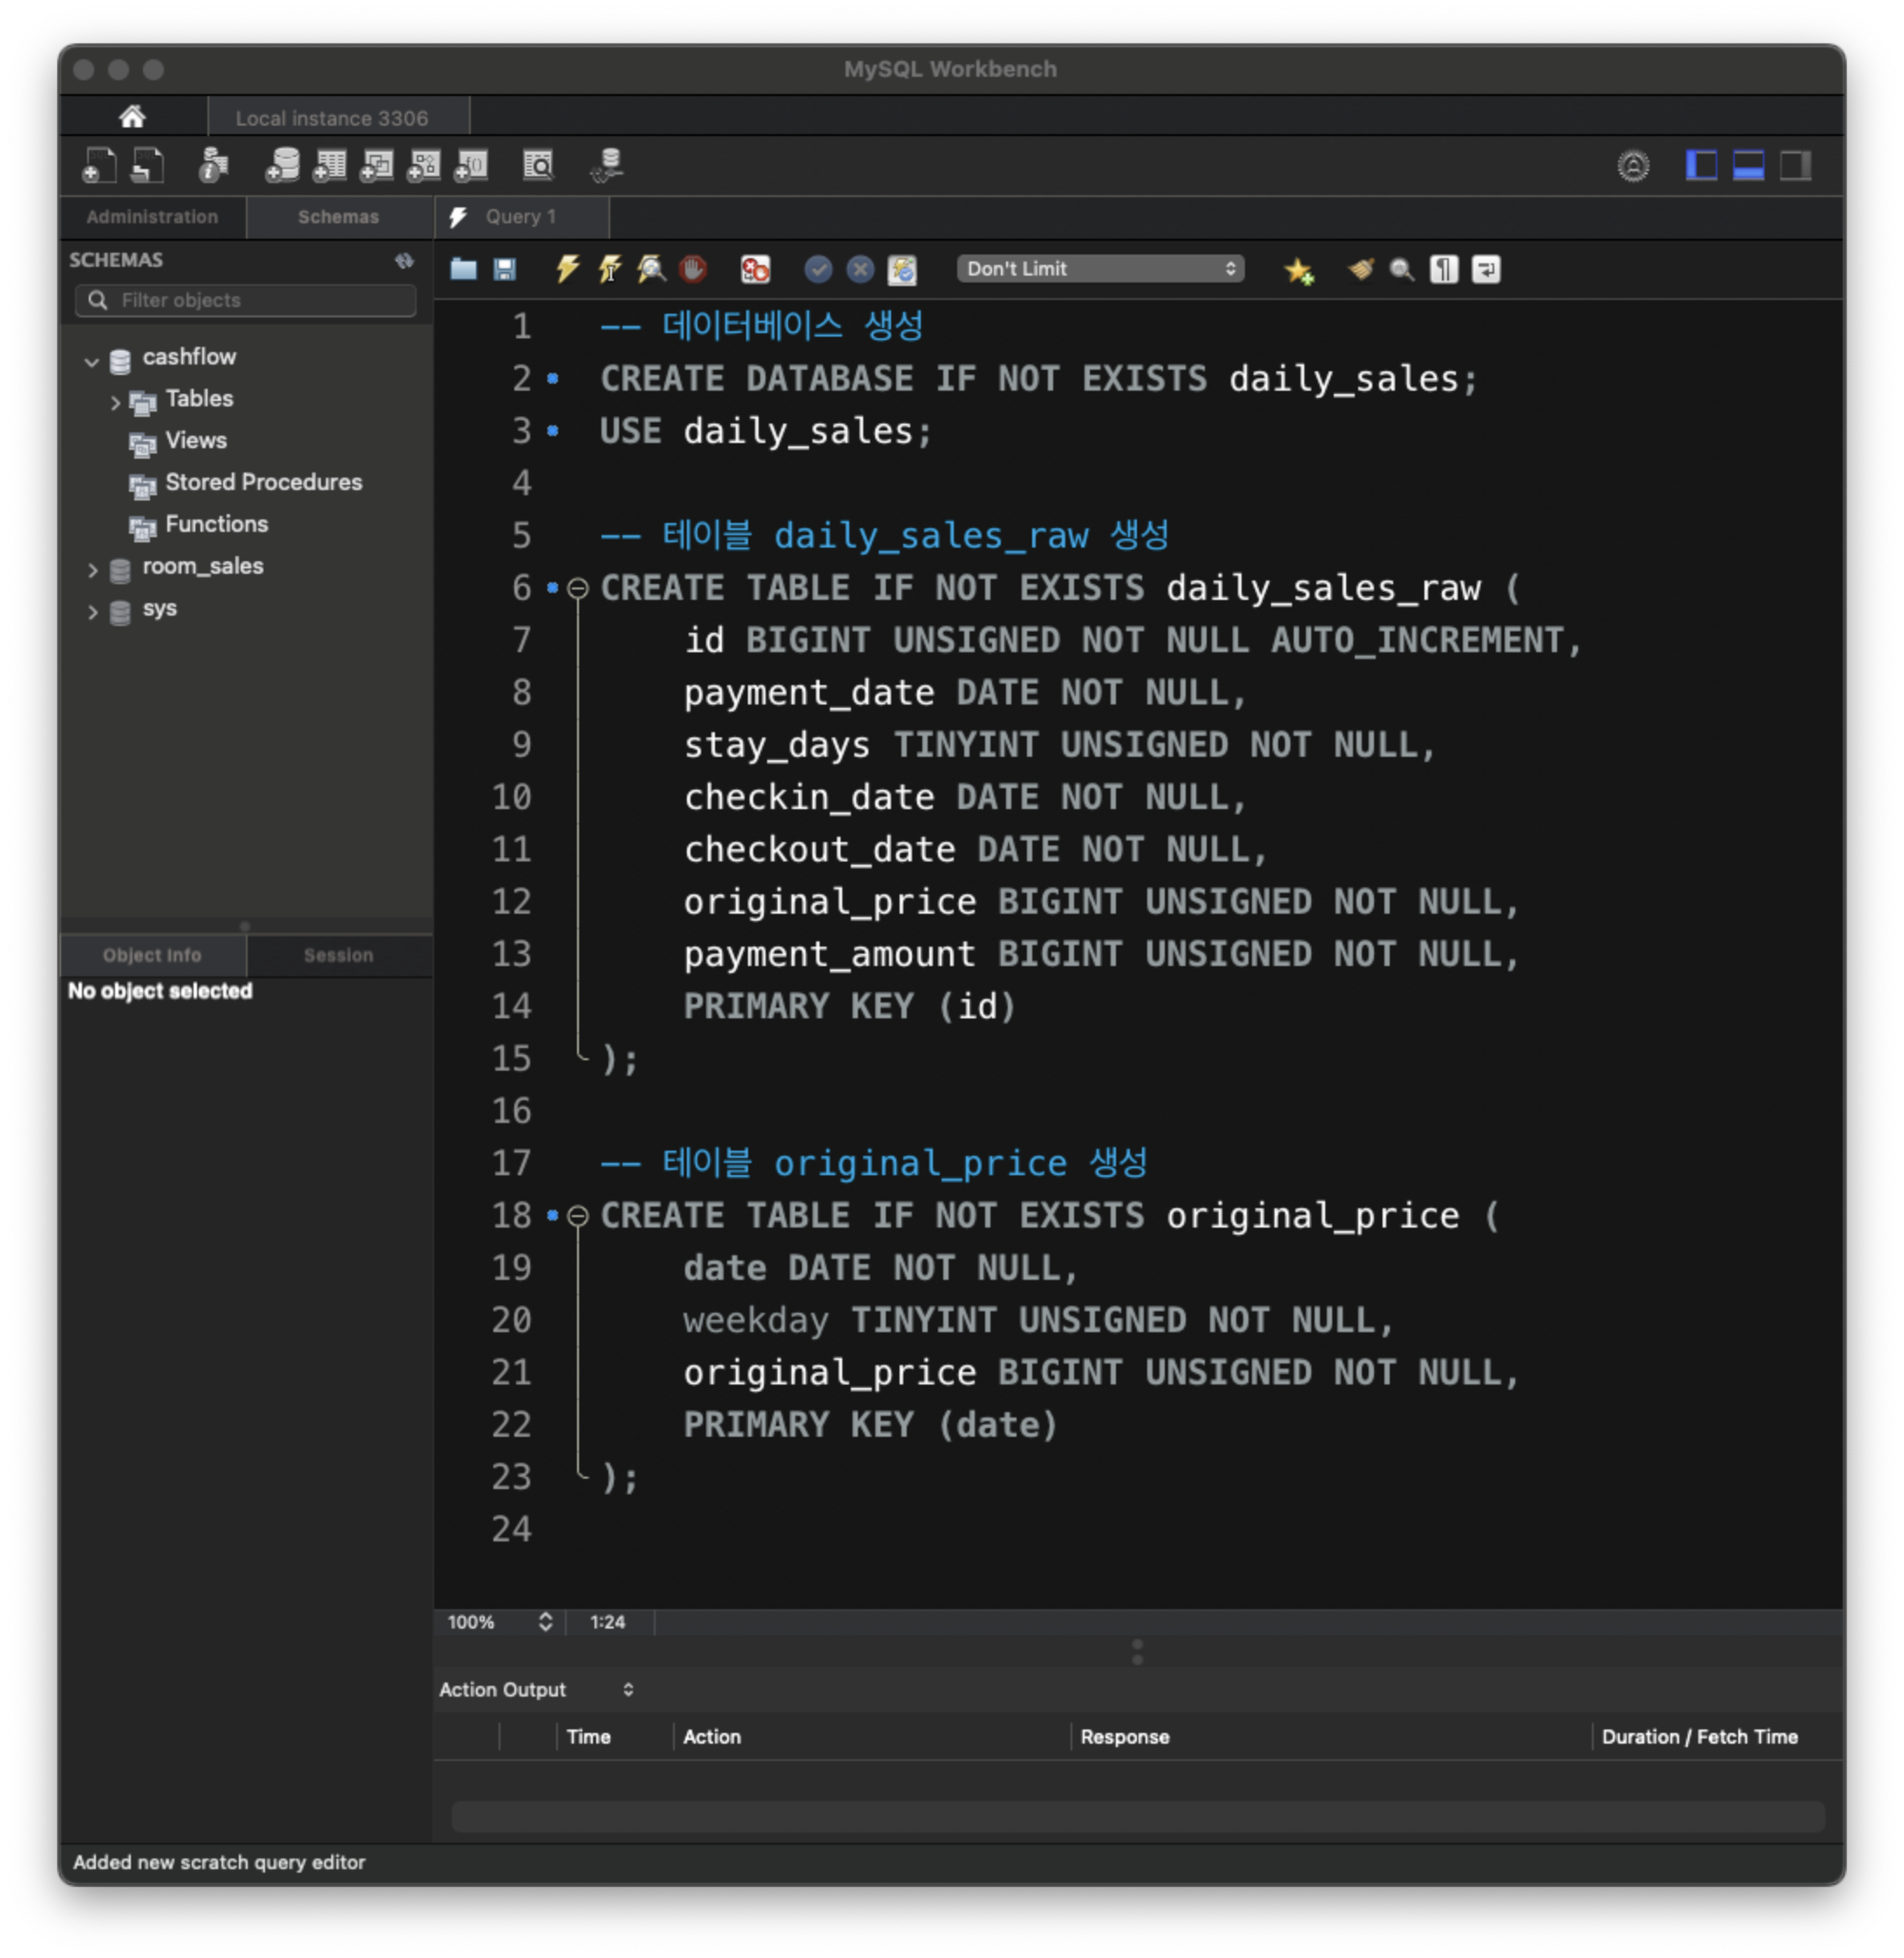 MySQL Workbench
Local instance 3306
Administration
Schemas
Query 1
SCHEMAS
Filter objects
Don't Limit
cashflow
Tables
Views
Stored Procedures
Functions
room_sales
sys
Object Info
Session
No object selected
1 -- 데이터베이스 생성
2 CREATE DATABASE IF NOT EXISTS daily_sales;
3 USE daily_sales;
4
5 -- 테이블 daily_sales_raw 생성
6 CREATE TABLE IF NOT EXISTS daily_sales_raw (
7 id BIGINT UNSIGNED NOT NULL AUTO_INCREMENT,
8 payment_date DATE NOT NULL,
9 stay_days TINYINT UNSIGNED NOT NULL,
10 checkin_date DATE NOT NULL,
11 checkout_date DATE NOT NULL,
12 original_price BIGINT UNSIGNED NOT NULL,
13 payment_amount BIGINT UNSIGNED NOT NULL,
14 PRIMARY KEY (id)
15 );
16
17 -- 테이블 original_price 생성
18 CREATE TABLE IF NOT EXISTS original_price (
19 date DATE NOT NULL,
20 weekday TINYINT UNSIGNED NOT NULL,
21 original_price BIGINT UNSIGNED NOT NULL,
22 PRIMARY KEY (date)
23 );
24
100% 1:24
Action Output
Time Action Response Duration / Fetch Time
Added new scratch query editor